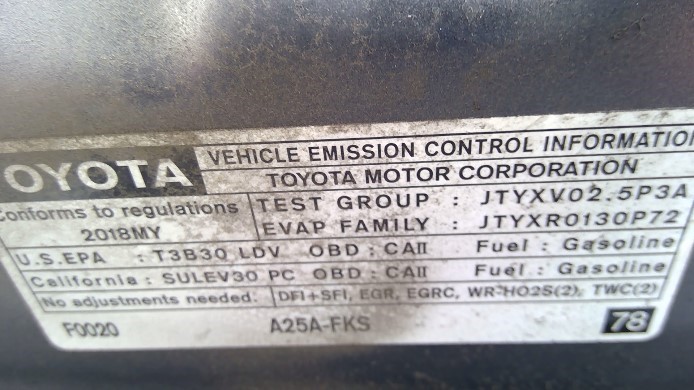 OYOTA VEHICLE EMISSION CONTROL INFORMATION
TOYOTA MOTOR CORPORATION
Conforms to regulations TEST GROUP : JTYXV02.5P3A
2018MY EVAP FAMILY : JTYXR0130P72
U.S.EPA : T3B30 LDV OBD : CAII Fuel : Gasoline
California : SULEV30 PC OBD : CAII Fuel : Gasoline
No adjustments needed. DFI+SFI, EGR, EGRC, WR-HO2S(2), TWC(2)
F0020 A25A-FKS 78